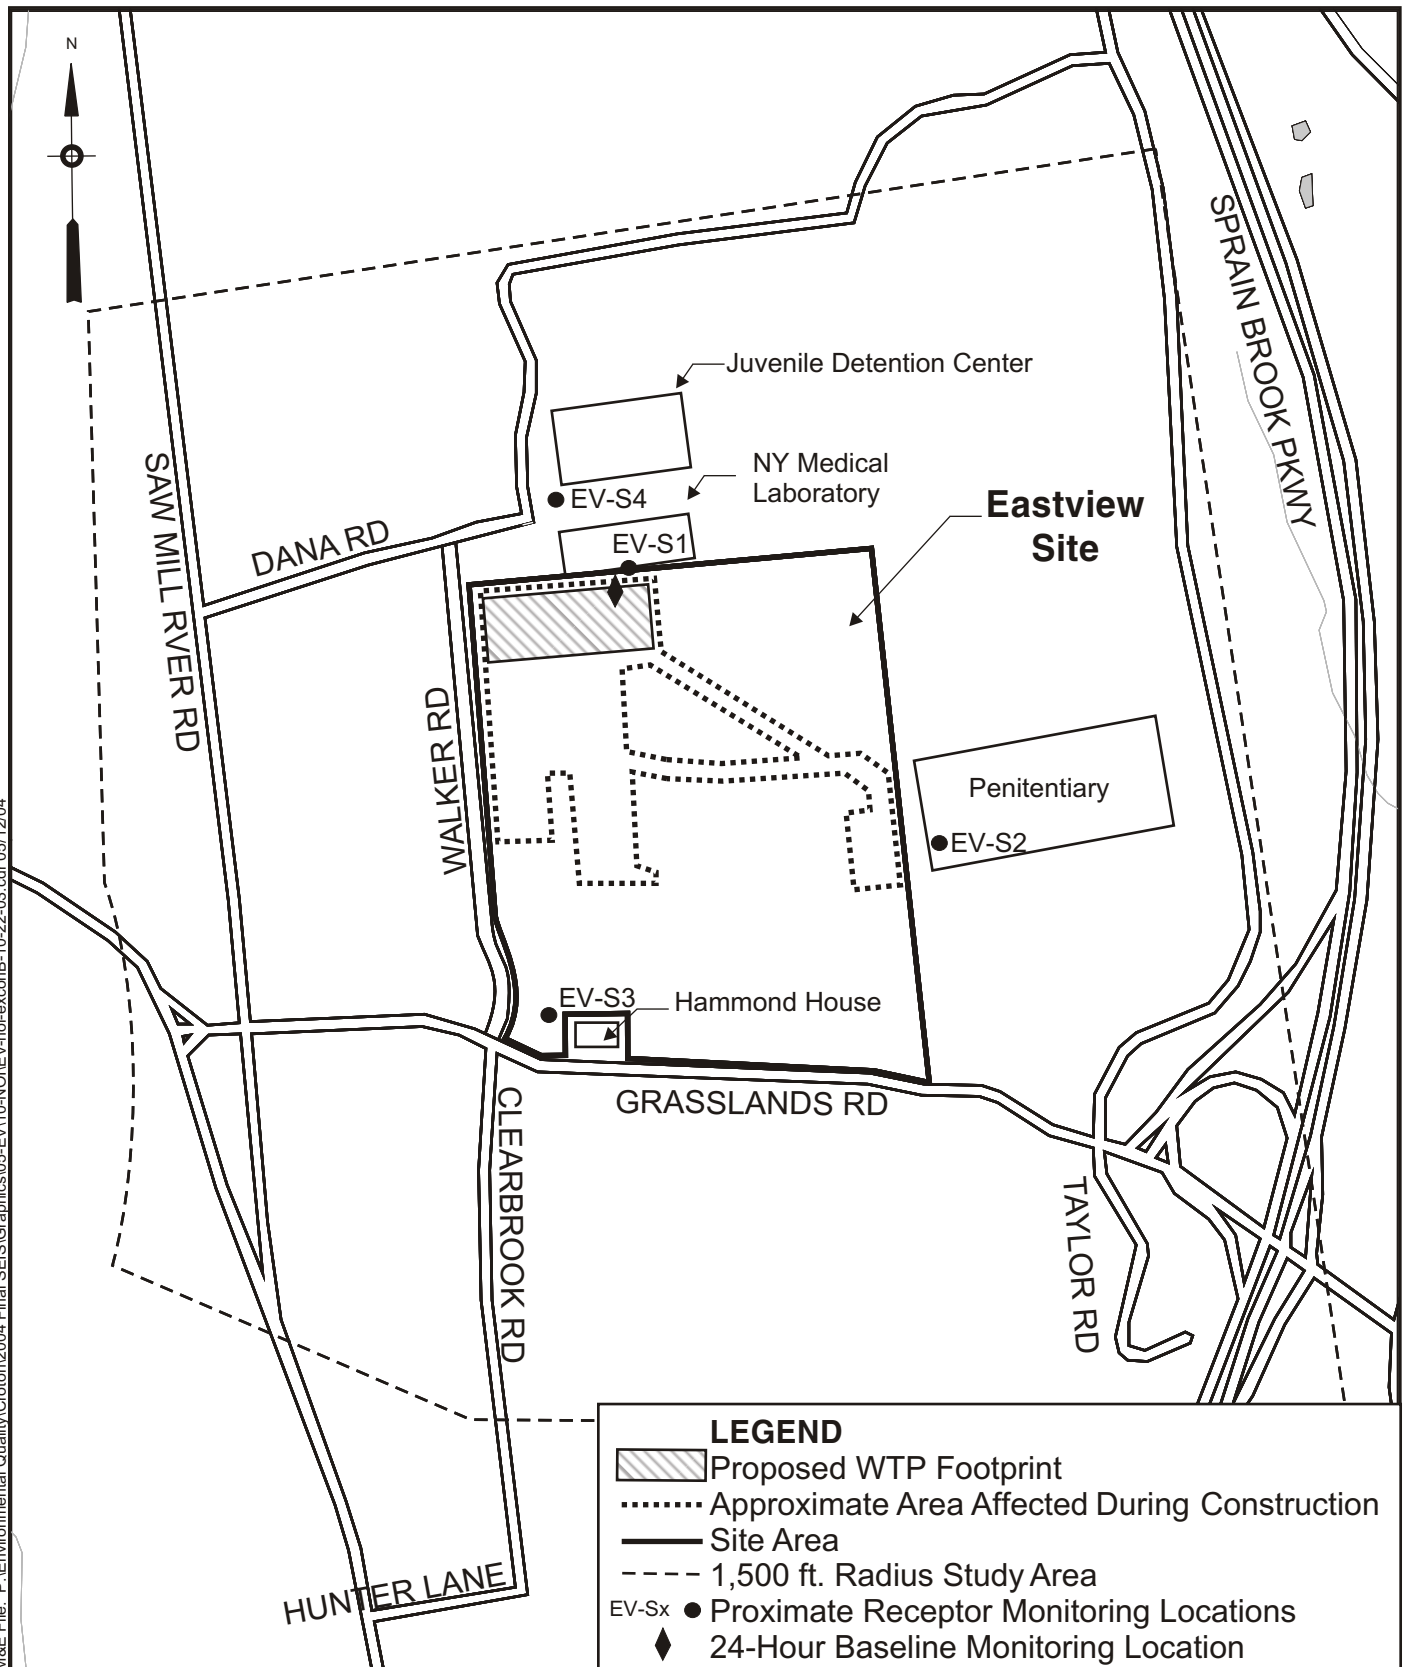 N
SPRAIN BROOK PKWY
Juvenile Detention Center
NY Medical
Laboratory
EV-S4
Eastview
Site
SAW MILL RVER RD
DANA RD
EV-S1
WALKER RD
Penitentiary
EV-S2
EV-S3
Hammond House
GRASSLANDS RD
CLEARBROOK RD
TAYLOR RD
HUNTER LANE
LEGEND
Proposed WTP Footprint
Approximate Area Affected During Construction
Site Area
1,500 ft. Radius Study Area
EV-Sx Proximate Receptor Monitoring Locations
24-Hour Baseline Monitoring Location